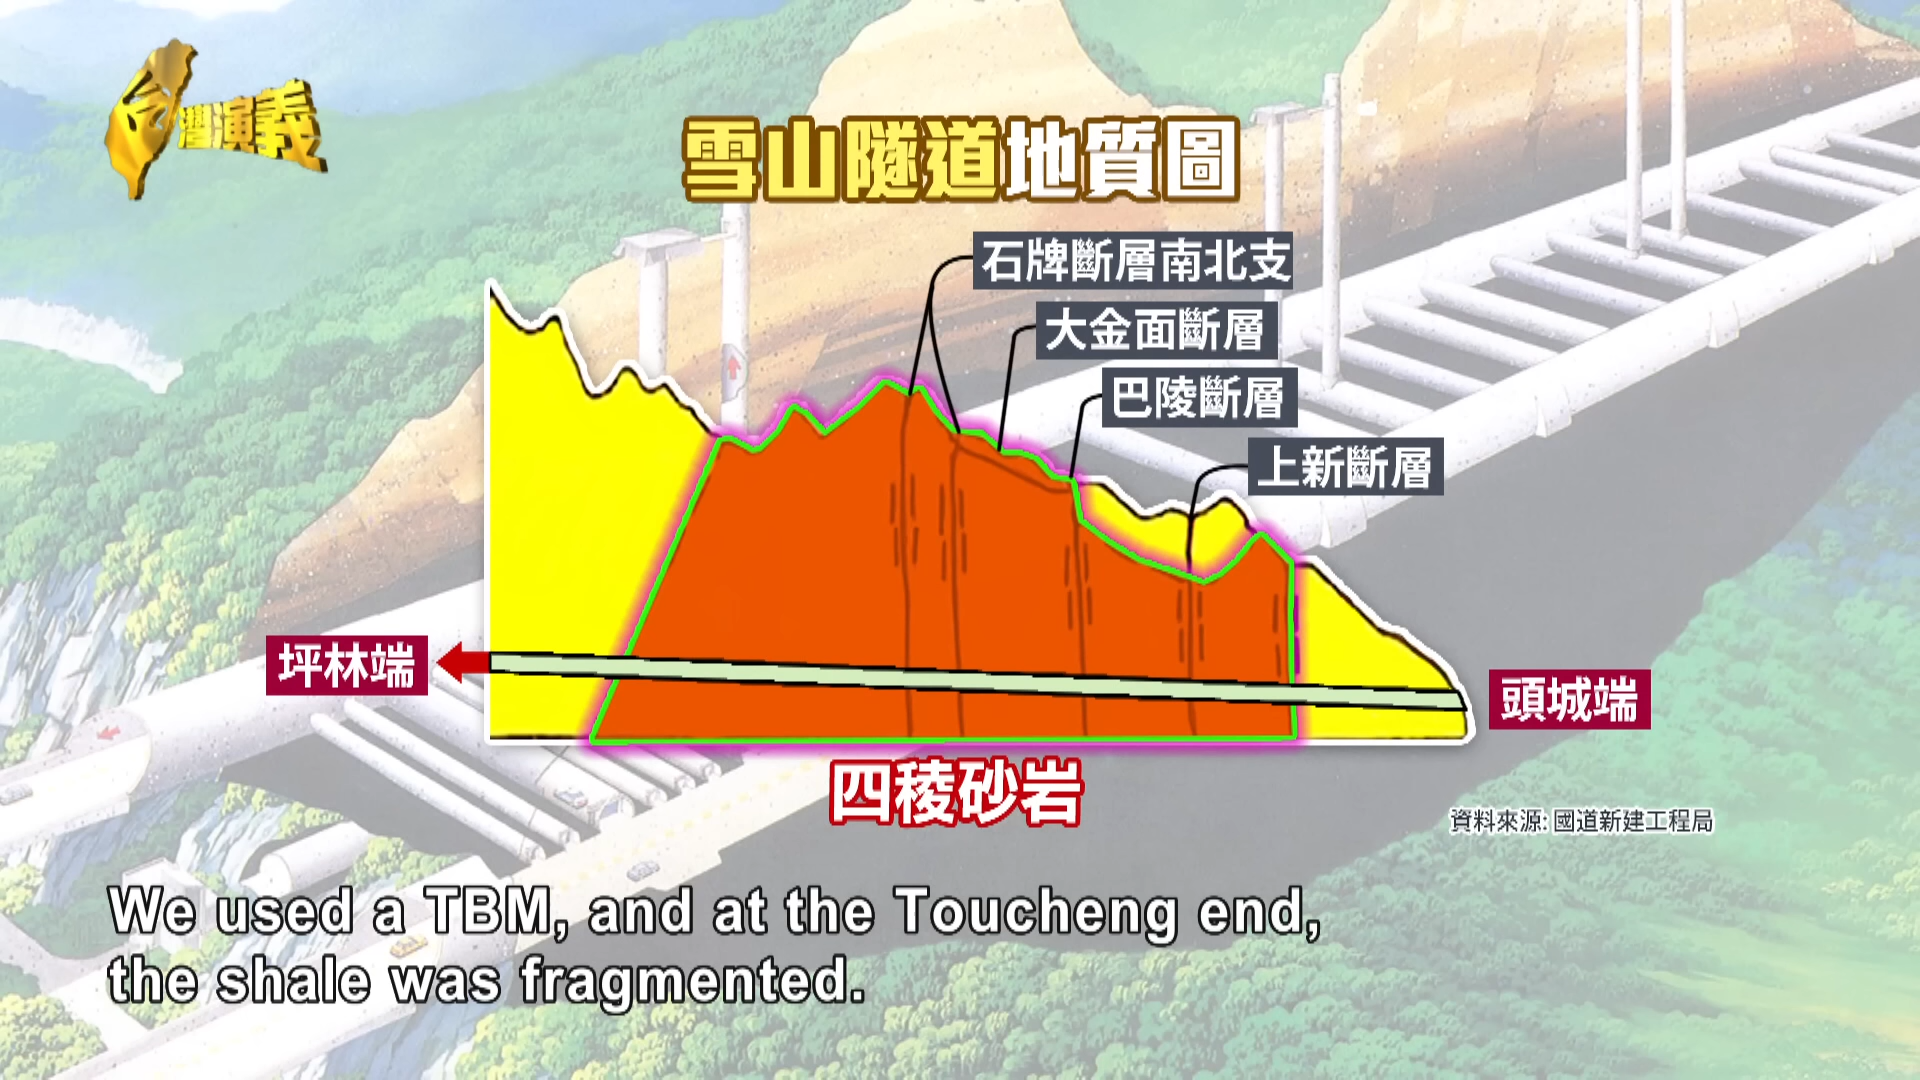 台灣演義
雪山隧道地質圖
石牌斷層南北支
大金面斷層
巴陵斷層
上新斷層
坪林端
頭城端
四稜砂岩
資料來源:國道新建工程局
We used a TBM, and at the Toucheng end,
the shale was fragmented.